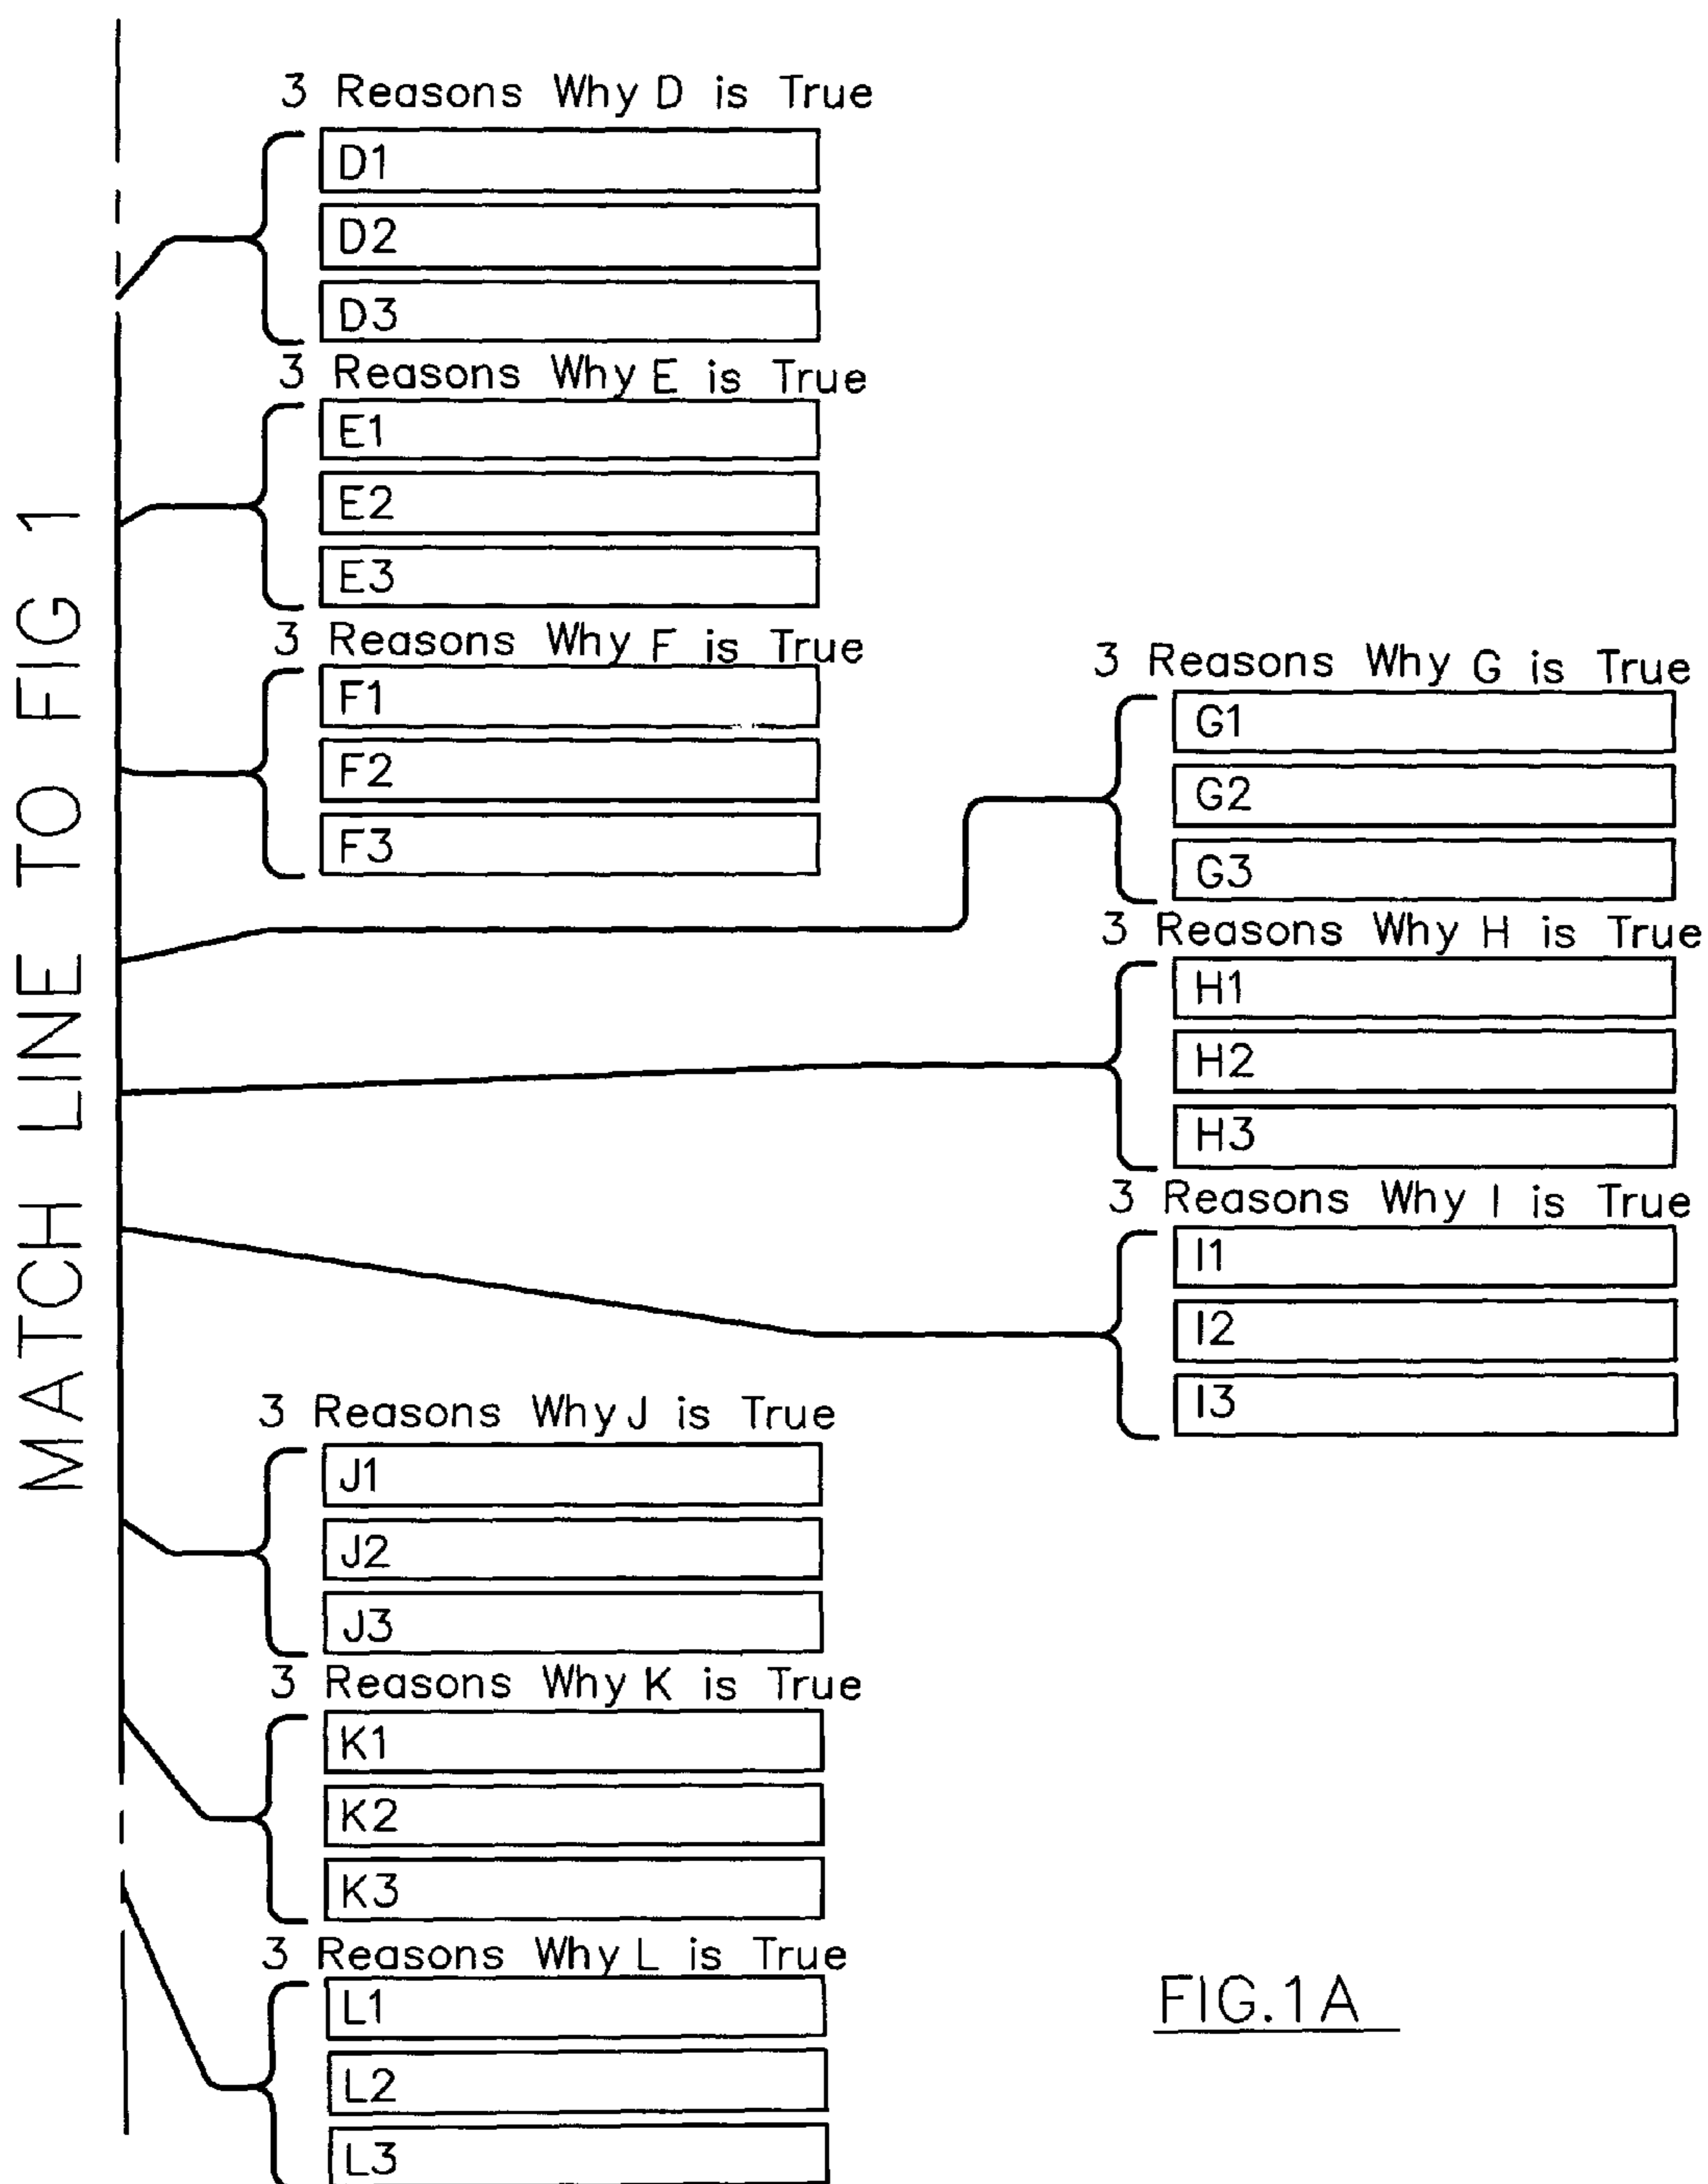 MATCH LINE TO FIG 1
3 Reasons Why D is True
D1
D2
D3
3 Reasons Why E is True
E1
E2
E3
3 Reasons Why F is True
F1
F2
F3
3 Reasons Why G is True
G1
G2
G3
3 Reasons Why H is True
H1
H2
H3
3 Reasons Why I is True
I1
I2
I3
3 Reasons Why J is True
J1
J2
J3
3 Reasons Why K is True
K1
K2
K3
3 Reasons Why L is True
L1
L2
L3
FIG.1A